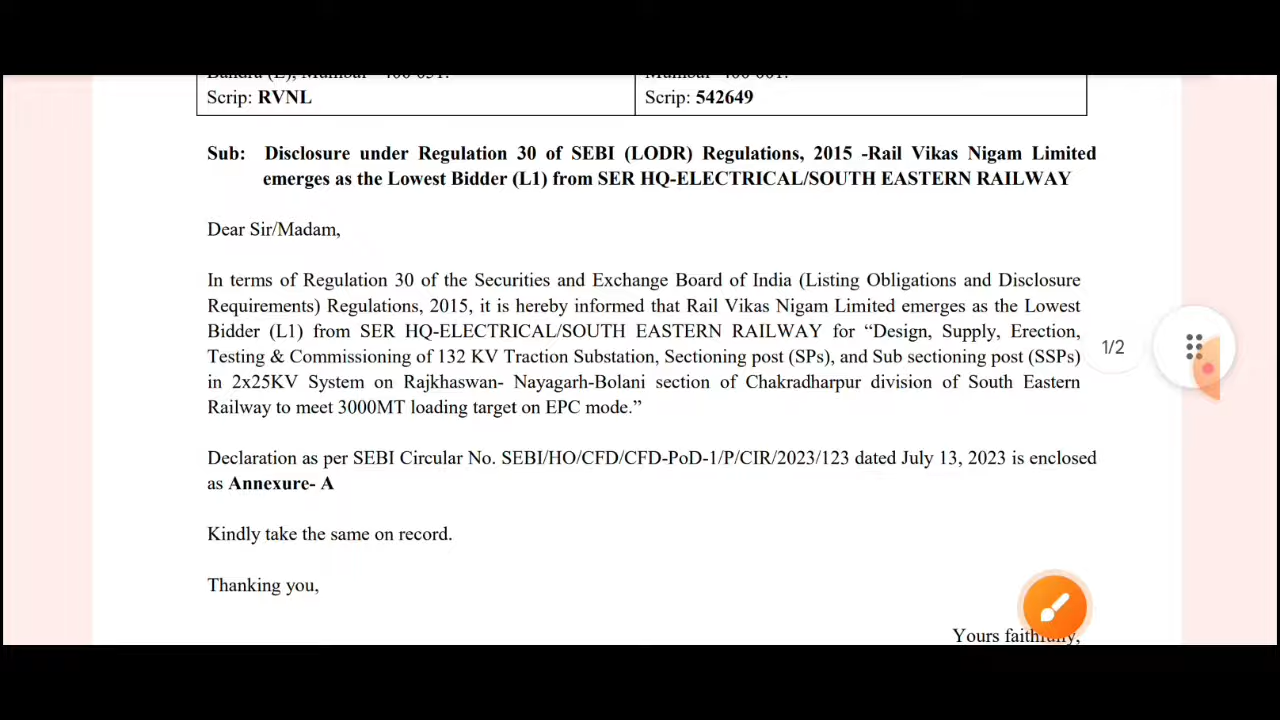 Scrip: RVNL
Scrip: 542649
Sub: Disclosure under Regulation 30 of SEBI (LODR) Regulations, 2015 -Rail Vikas Nigam Limited
emerges as the Lowest Bidder (L1) from SER HQ-ELECTRICAL/SOUTH EASTERN RAILWAY
Dear Sir/Madam,
In terms of Regulation 30 of the Securities and Exchange Board of India (Listing Obligations and Disclosure
Requirements) Regulations, 2015, it is hereby informed that Rail Vikas Nigam Limited emerges as the Lowest
Bidder (L1) from SER HQ-ELECTRICAL/SOUTH EASTERN RAILWAY for “Design, Supply, Erection,
Testing & Commissioning of 132 KV Traction Substation, Sectioning post (SPs), and Sub sectioning post (SSPs)
in 2x25KV System on Rajkhaswan- Nayagarh-Bolani section of Chakradharpur division of South Eastern
Railway to meet 3000MT loading target on EPC mode.”
1/2
Declaration as per SEBI Circular No. SEBI/HO/CFD/CFD-PoD-1/P/CIR/2023/123 dated July 13, 2023 is enclosed
as Annexure- A
Kindly take the same on record.
Thanking you,
Yours faithfully,